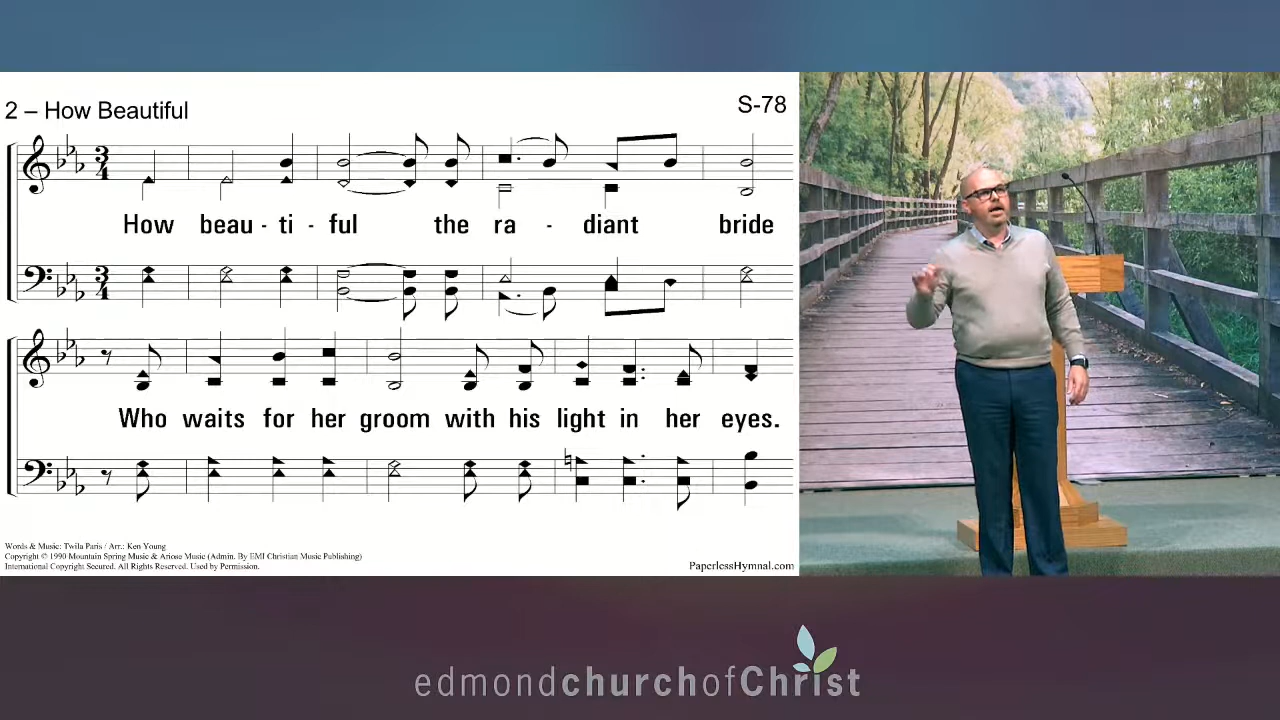 2 – How Beautiful
S-78
How beau - ti - ful the ra - diant bride
Who waits for her groom with his light in her eyes.
Words & Music: Twila Paris / Arr.: Ken Young
Copyright © 1990 Mountain Spring Music & Ariose Music (Admin. By EMI Christian Music Publishing)
International Copyright Secured. All Rights Reserved. Used by Permission.
PaperlessHymnal.com
edmondchurchofChrist